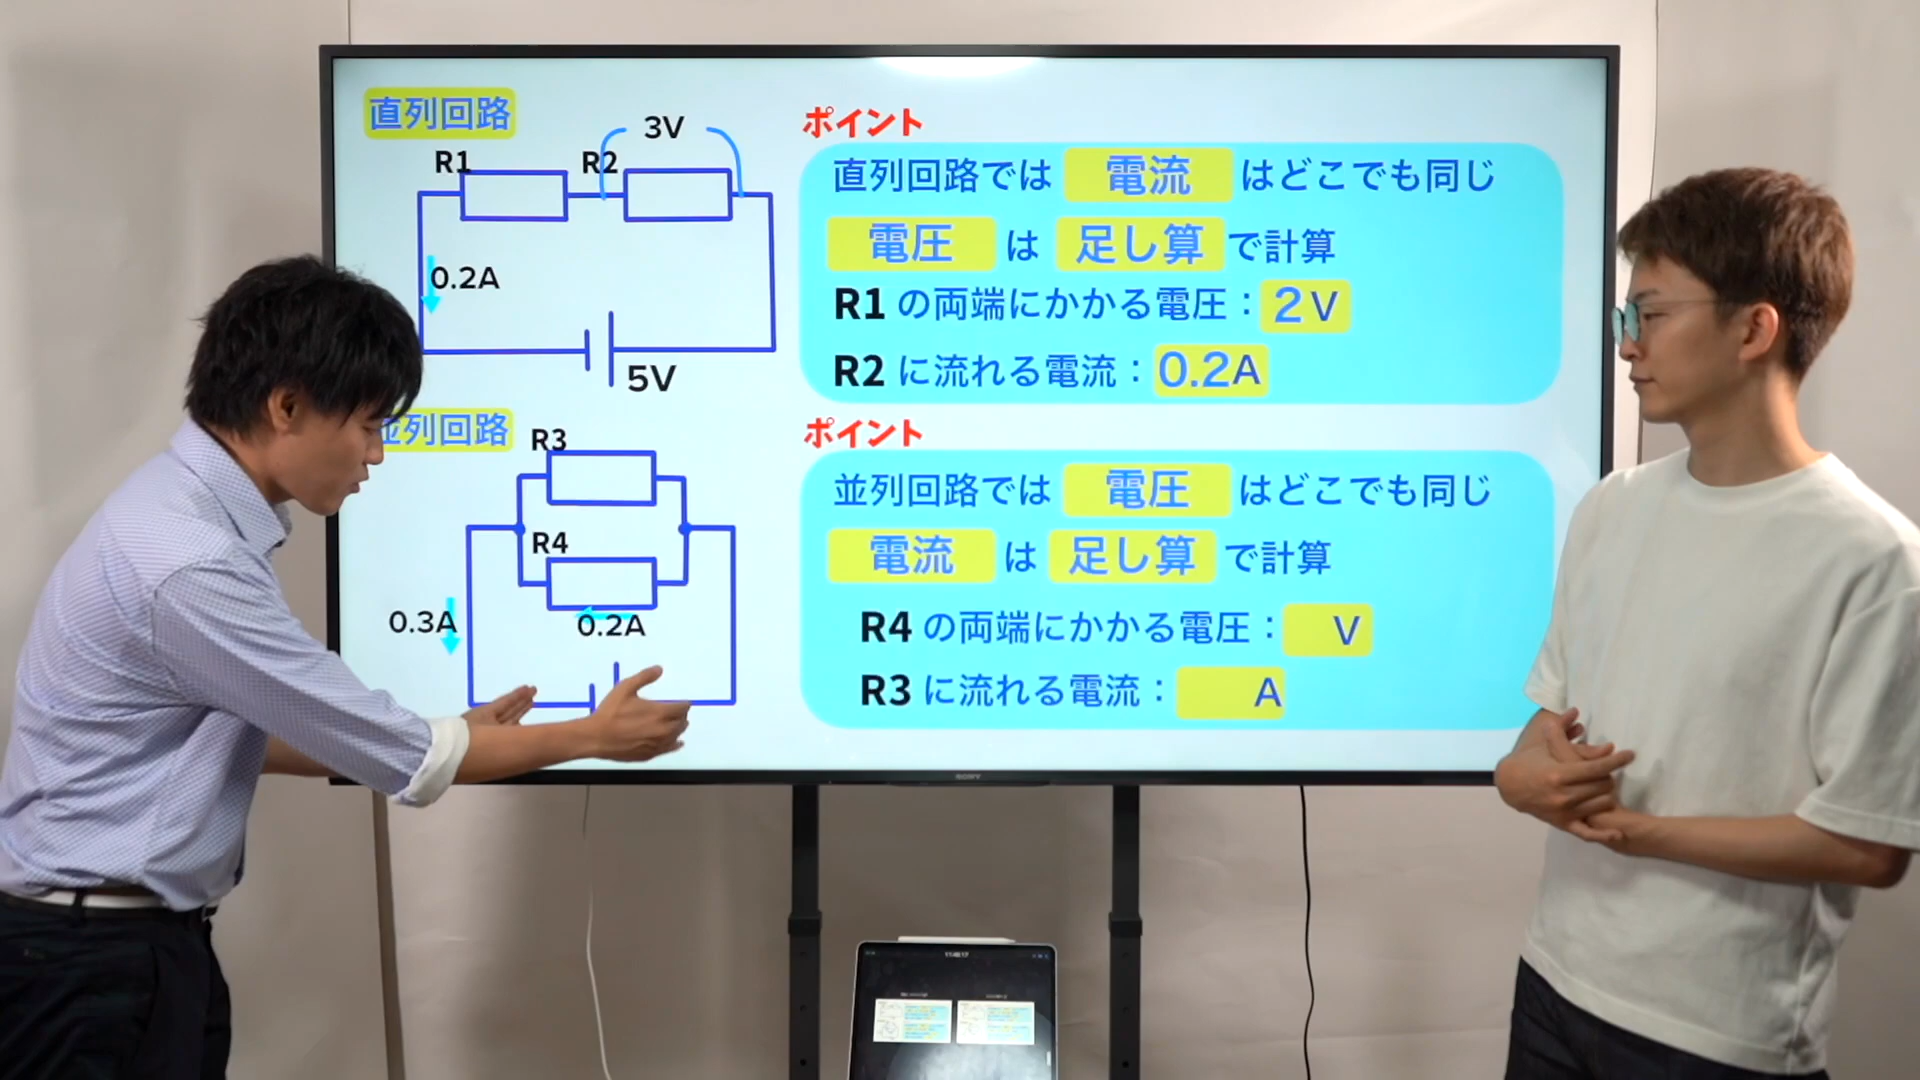 直列回路
3V
R1
R2
0.2A
5V
ポイント
直列回路では 電流 はどこでも同じ
電圧 は 足し算 で計算
R1 の両端にかかる電圧：2V
R2 に流れる電流：0.2A
並列回路
R3
R4
0.3A
0.2A
ポイント
並列回路では 電圧 はどこでも同じ
電流 は 足し算 で計算
R4 の両端にかかる電圧： V
R3 に流れる電流： A
SONY